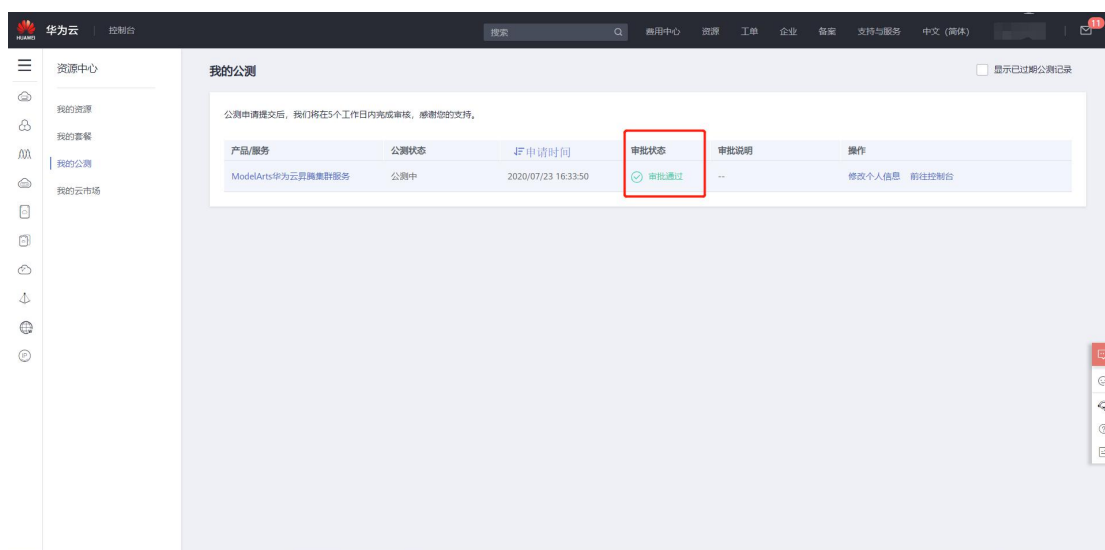 HUAWEI 华为云 控制台 搜索 费用中心 资源 工单 企业 备案 支持与服务 中文 (简体) 11
资源中心
我的资源
我的套餐
我的公测
我的云市场
我的公测 显示已过期公测记录
公测申请提交后，我们将在5个工作日内完成审核，感谢您的支持。
产品/服务 公测状态 申请时间 审批状态 审批说明 操作
ModelArts华为云昇腾集群服务 公测中 2020/07/23 16:33:50 审批通过 -- 修改个人信息 前往控制台